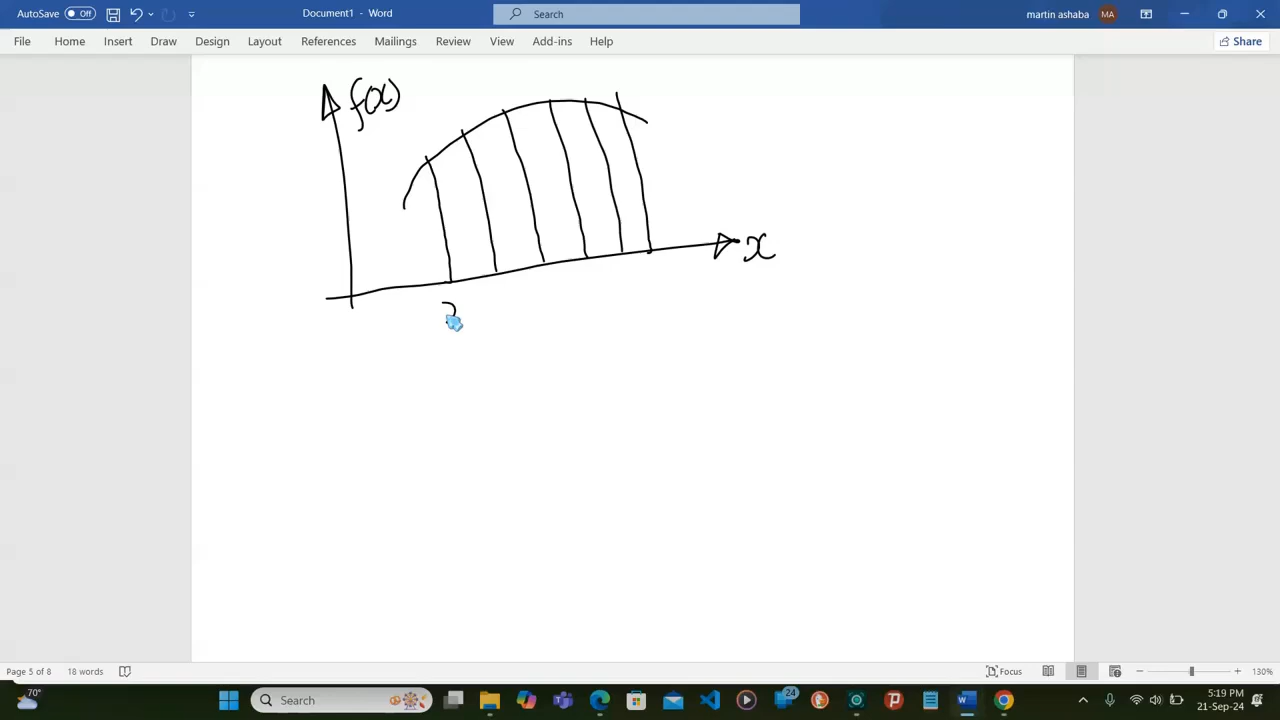 AutoSave Off Document1 - Word Search martin ashaba MA
File Home Insert Draw Design Layout References Mailings Review View Add-ins Help Share
f(x)
x
Page 5 of 8 18 words Focus 130%
70° Search 24 5:19 PM
21-Sep-24